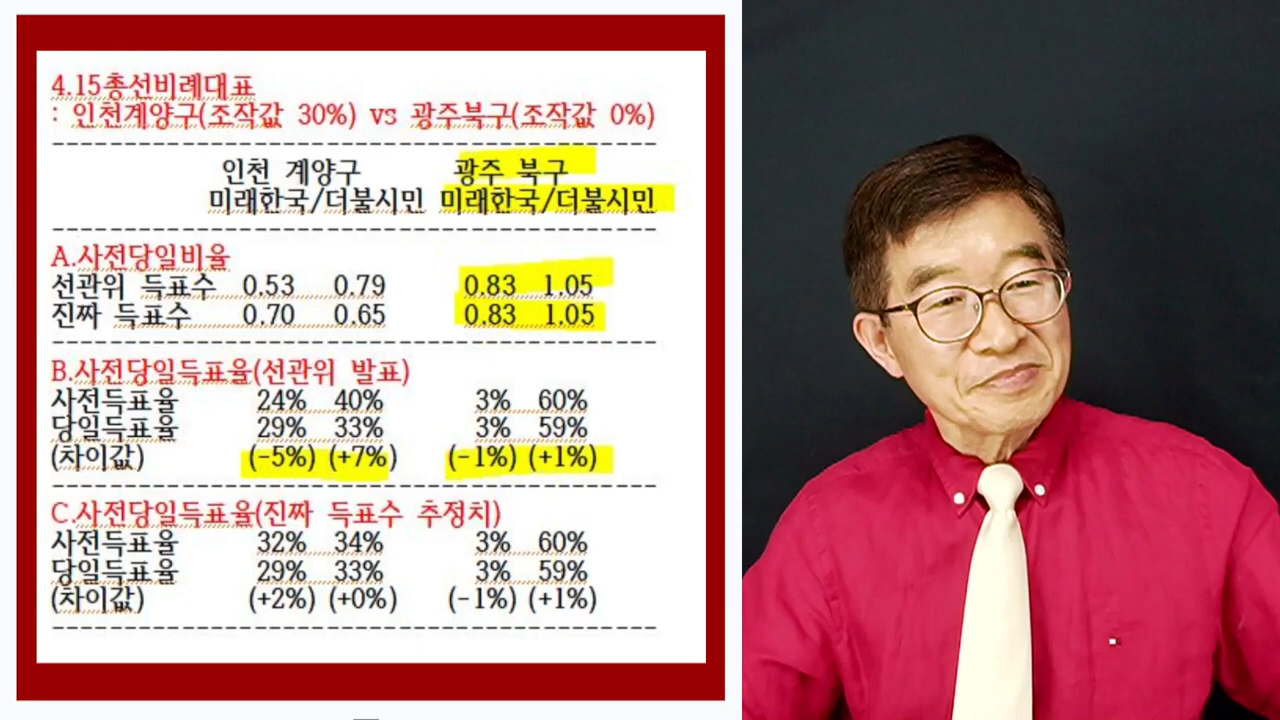 4.15총선비례대표
: 인천계양구(조작값 30%) vs 광주북구(조작값 0%)
인천 계양구 광주 북구
미래한국/더불시민 미래한국/더불시민
A.사전당일비율
선관위 득표수 0.53 0.79 0.83 1.05
진짜 득표수 0.70 0.65 0.83 1.05
B.사전당일득표율(선관위 발표)
사전득표율 24% 40% 3% 60%
당일득표율 29% 33% 3% 59%
(차이값) (-5%) (+7%) (-1%) (+1%)
C.사전당일득표율(진짜 득표수 추정치)
사전득표율 32% 34% 3% 60%
당일득표율 29% 33% 3% 59%
(차이값) (+2%) (+0%) (-1%) (+1%)